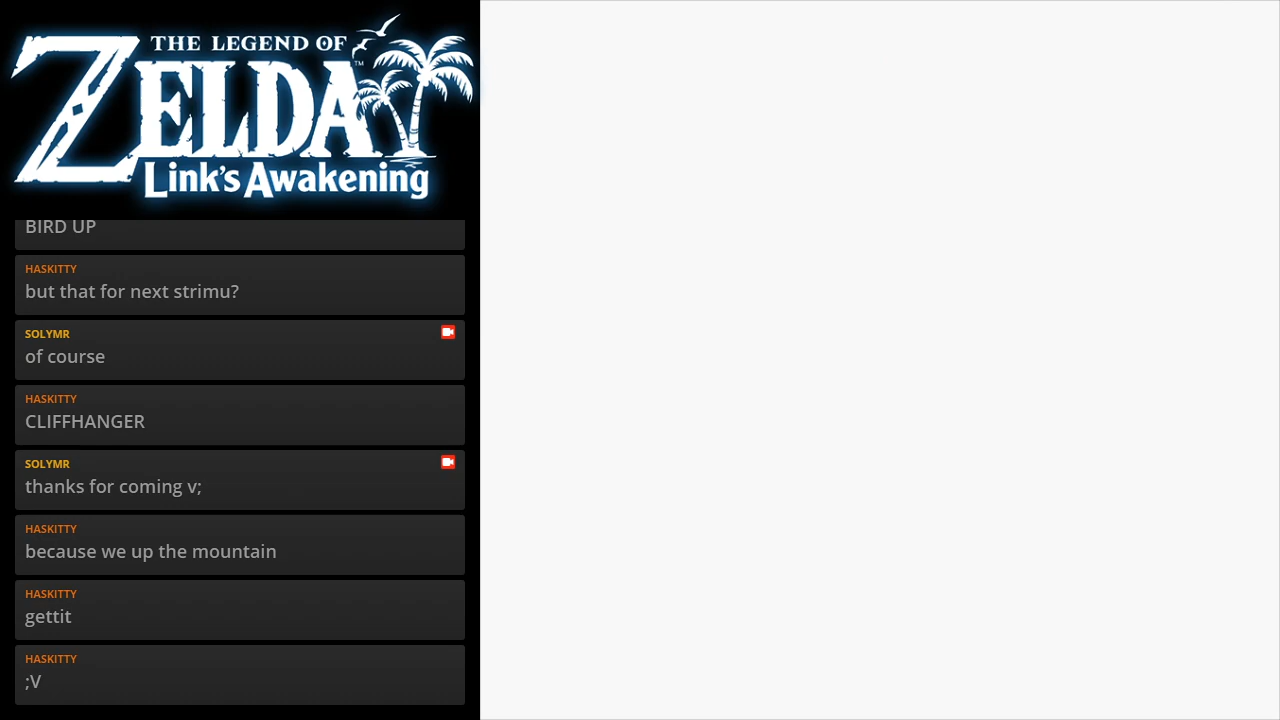 THE LEGEND OF
ZELDA™
Link's Awakening
BIRD UP
HASKITTY
but that for next strimu?
SOLYMR
of course
HASKITTY
CLIFFHANGER
SOLYMR
thanks for coming v;
HASKITTY
because we up the mountain
HASKITTY
gettit
HASKITTY
;V